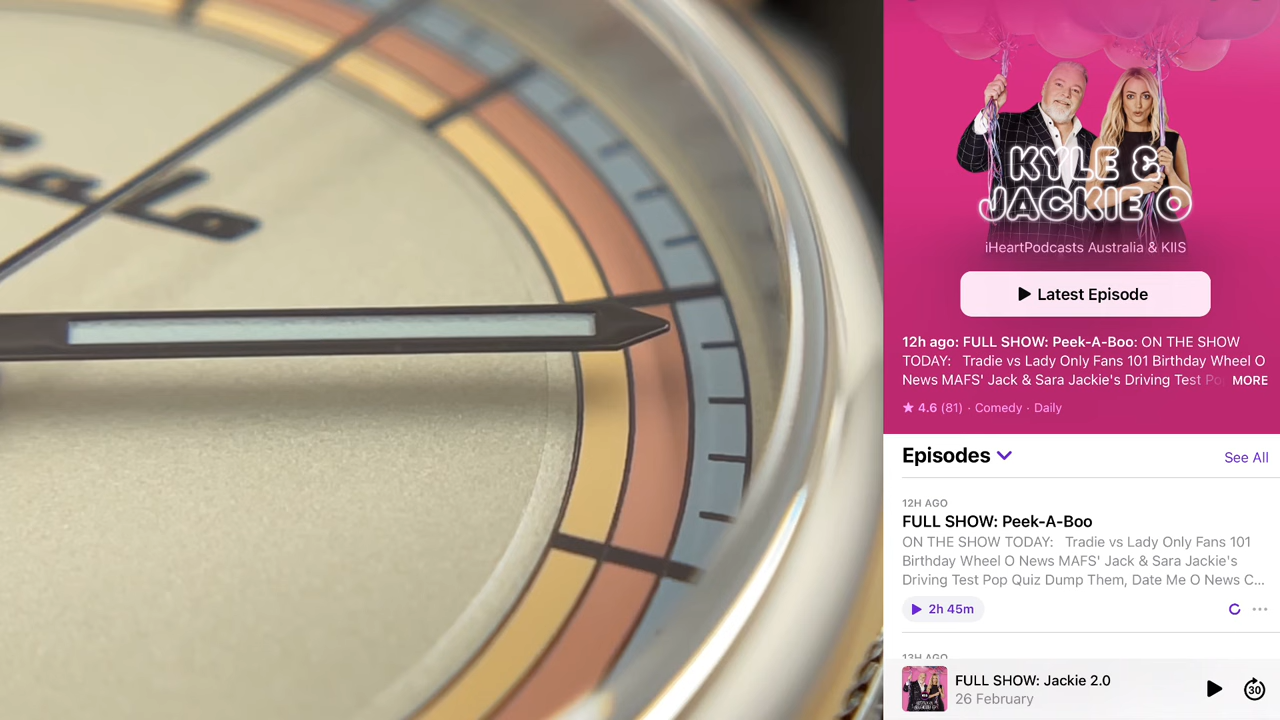 KYLE &
JACKIE O
iHeartPodcasts Australia & KIIS
Latest Episode
12h ago: FULL SHOW: Peek-A-Boo: ON THE SHOW
TODAY: Tradie vs Lady Only Fans 101 Birthday Wheel O
News MAFS' Jack & Sara Jackie's Driving Test MORE
★ 4.6 (81) · Comedy · Daily
Episodes
See All
12H AGO
FULL SHOW: Peek-A-Boo
ON THE SHOW TODAY: Tradie vs Lady Only Fans 101
Birthday Wheel O News MAFS' Jack & Sara Jackie's
Driving Test Pop Quiz Dump Them, Date Me O News C...
2h 45m
13H AGO
FULL SHOW: Jackie 2.0
30
26 February